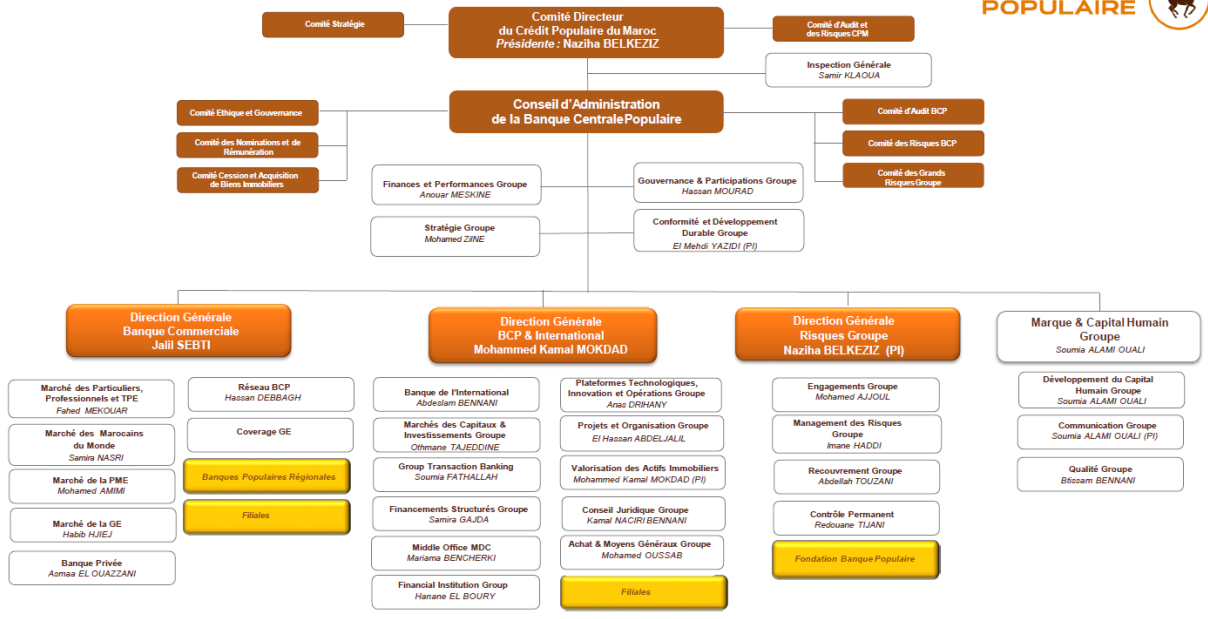 POPULAIRE
Comité Stratégie
Comité Directeur
du Crédit Populaire du Maroc
Présidente : Naziha BELKEZIZ
Comité d'Audit et
des Risques CPM
Inspection Générale
Samir KLAOUA
Conseil d'Administration
de la Banque Centrale Populaire
Comité Ethique et Gouvernance
Comité des Nominations et de
Rémunération
Comité Cession et Acquisition
de Biens Immobiliers
Comité d'Audit BCP
Comité des Risques BCP
Comité des Grands
Risques Groupe
Finances et Performances Groupe
Anouar MESKINE
Gouvernance & Participations Groupe
Hassan MOURAD
Stratégie Groupe
Mohamed ZINE
Conformité et Développement
Durable Groupe
El Mehdi YAZIDI (PI)
Direction Générale
Banque Commerciale
Jalil SEBTI
Direction Générale
BCP & International
Mohammed Kamal MOKDAD
Direction Générale
Risques Groupe
Naziha BELKEZIZ (PI)
Marque & Capital Humain
Groupe
Soumia ALAMI OUALI
Marché des Particuliers,
Professionnels et TPE
Fahed MEKOUAR
Marché des Marocains
du Monde
Samira NASRI
Marché de la PME
Mohamed AMIMI
Marché de la GE
Habib HJIEJ
Banque Privée
Asmaa EL OUAZZANI
Réseau BCP
Hassan DEBBAGH
Coverage GE
Banques Populaires Régionales
Filiales
Banque de l'International
Abdeslam BENNANI
Marchés des Capitaux &
Investissements Groupe
Othmane TAJEDDINE
Group Transaction Banking
Soumia FATHALLAH
Financements Structurés Groupe
Samira GAJDA
Middle Office MDC
Mariama BENCHERKI
Financial Institution Group
Hanane EL BOURY
Plateformes Technologiques,
Innovation et Opérations Groupe
Anas DRIHANY
Projets et Organisation Groupe
El Hassan ABDELJALIL
Valorisation des Actifs Immobiliers
Mohammed Kamal MOKDAD (PI)
Conseil Juridique Groupe
Kamal NACIRI BENNANI
Achat & Moyens Généraux Groupe
Mohamed OUSSAB
Filiales
Engagements Groupe
Mohamed AJJOUL
Management des Risques
Groupe
Imane HADDI
Recouvrement Groupe
Abdellah TOUZANI
Contrôle Permanent
Redouane TIJANI
Fondation Banque Populaire
Développement du Capital
Humain Groupe
Soumia ALAMI OUALI
Communication Groupe
Soumia ALAMI OUALI (PI)
Qualité Groupe
Btissam BENNANI